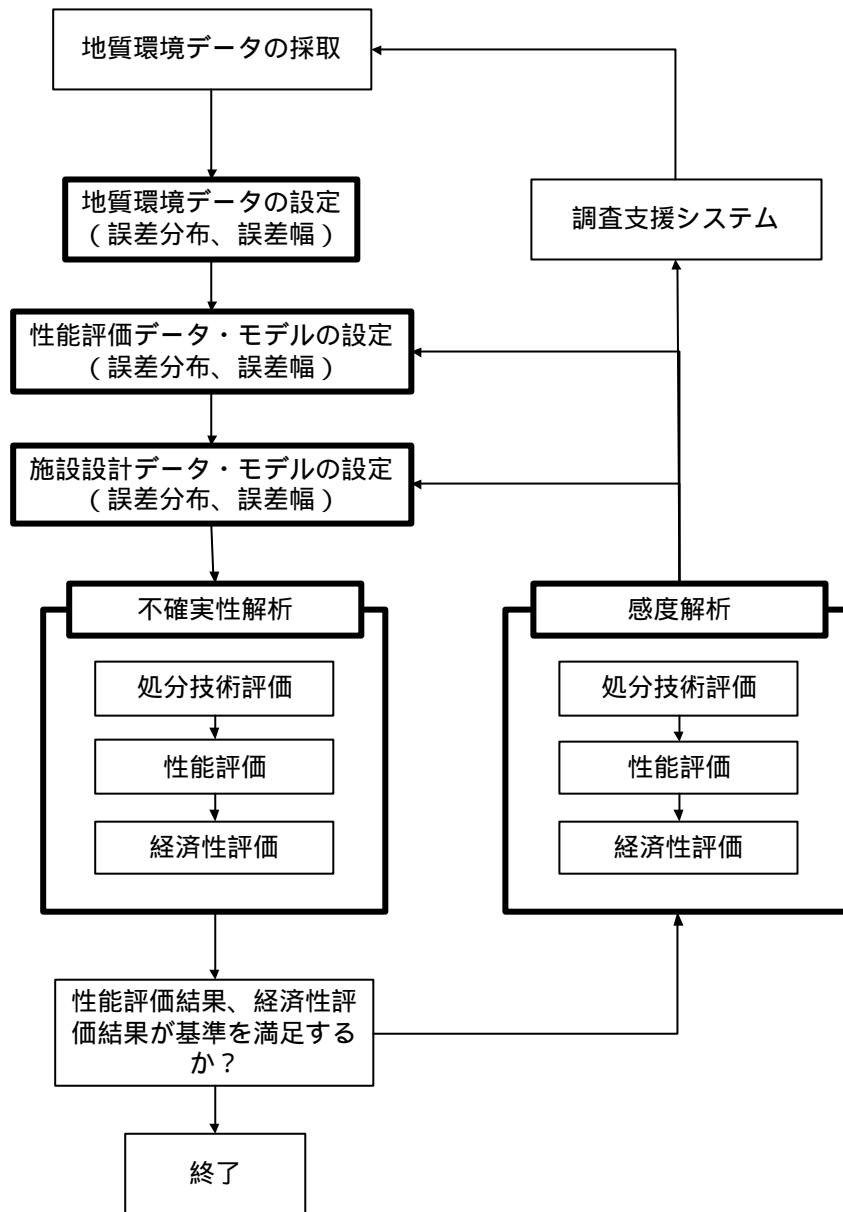 地質環境データの採取
地質環境データの設定
（誤差分布、誤差幅）
調査支援システム
性能評価データ・モデルの設定
（誤差分布、誤差幅）
施設設計データ・モデルの設定
（誤差分布、誤差幅）
不確実性解析
処分技術評価
性能評価
経済性評価
感度解析
処分技術評価
性能評価
経済性評価
性能評価結果、経済性評
価結果が基準を満足する
か？
終了